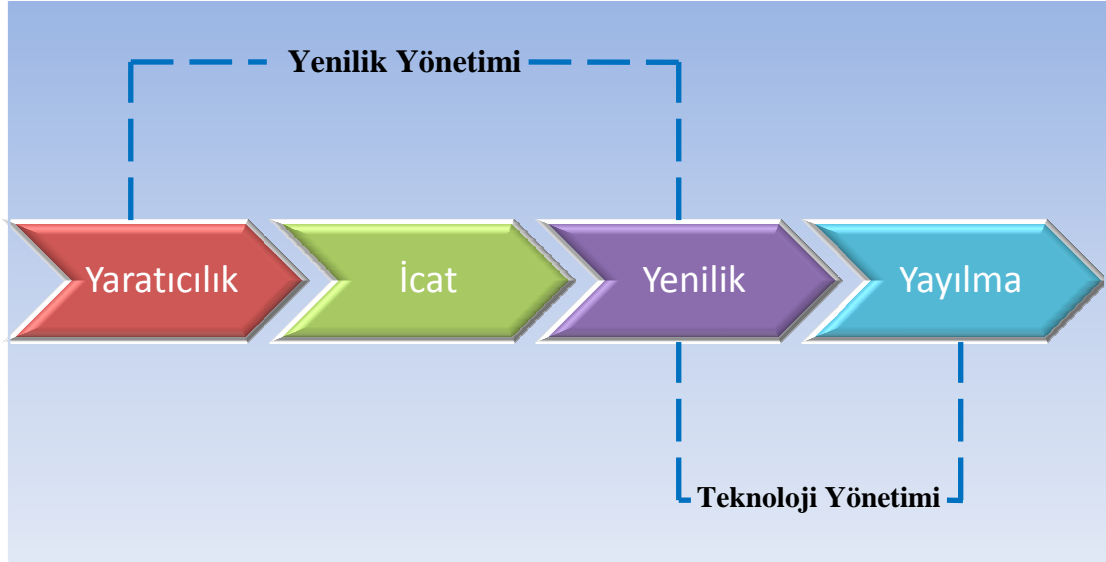 Yenilik Yönetimi
Yaratıcılık
İcat
Yenilik
Yayılma
Teknoloji Yönetimi